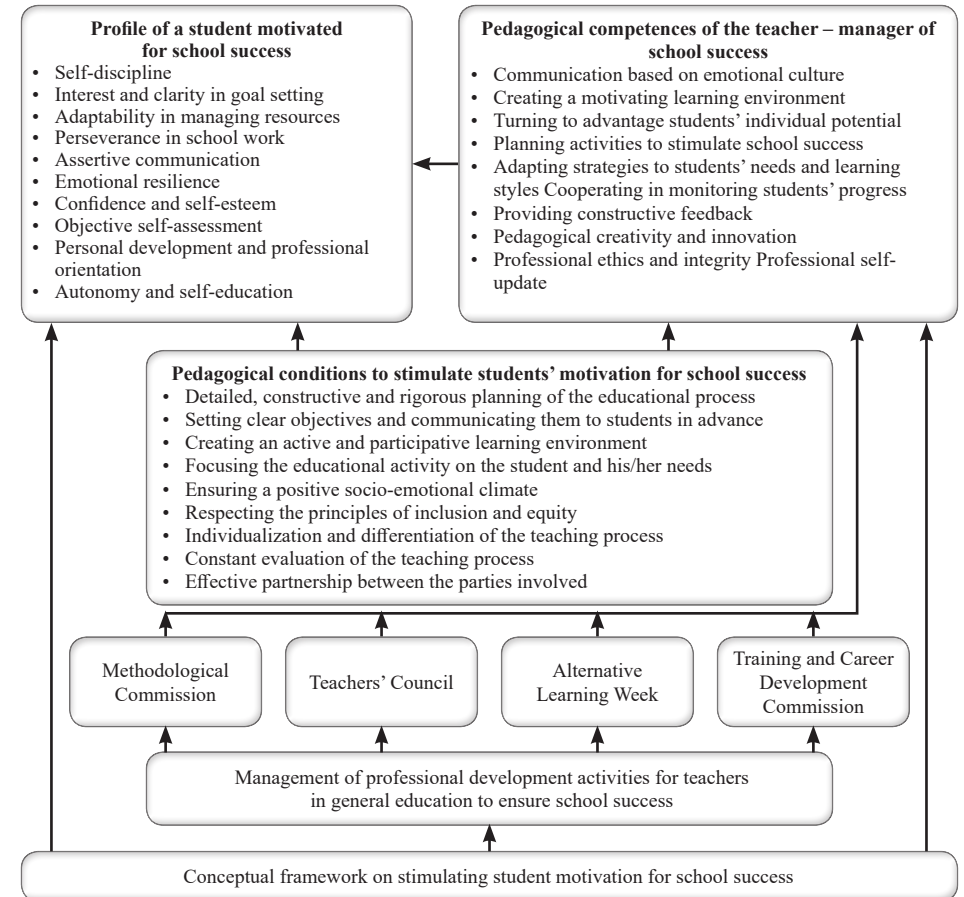 Profile of a student motivated
for school success
• Self-discipline
• Interest and clarity in goal setting
• Adaptability in managing resources
• Perseverance in school work
• Assertive communication
• Emotional resilience
• Confidence and self-esteem
• Objective self-assessment
• Personal development and professional
orientation
• Autonomy and self-education
Pedagogical competences of the teacher – manager of
school success
• Communication based on emotional culture
• Creating a motivating learning environment
• Turning to advantage students’ individual potential
• Planning activities to stimulate school success
• Adapting strategies to students’ needs and learning
styles Cooperating in monitoring students’ progress
• Providing constructive feedback
• Pedagogical creativity and innovation
• Professional ethics and integrity Professional self-
update
Pedagogical conditions to stimulate students’ motivation for school success
• Detailed, constructive and rigorous planning of the educational process
• Setting clear objectives and communicating them to students in advance
• Creating an active and participative learning environment
• Focusing the educational activity on the student and his/her needs
• Ensuring a positive socio-emotional climate
• Respecting the principles of inclusion and equity
• Individualization and differentiation of the teaching process
• Constant evaluation of the teaching process
• Effective partnership between the parties involved
Methodological
Commission
Teachers’ Council
Alternative
Learning Week
Training and Career
Development
Commission
Management of professional development activities for teachers
in general education to ensure school success
Conceptual framework on stimulating student motivation for school success